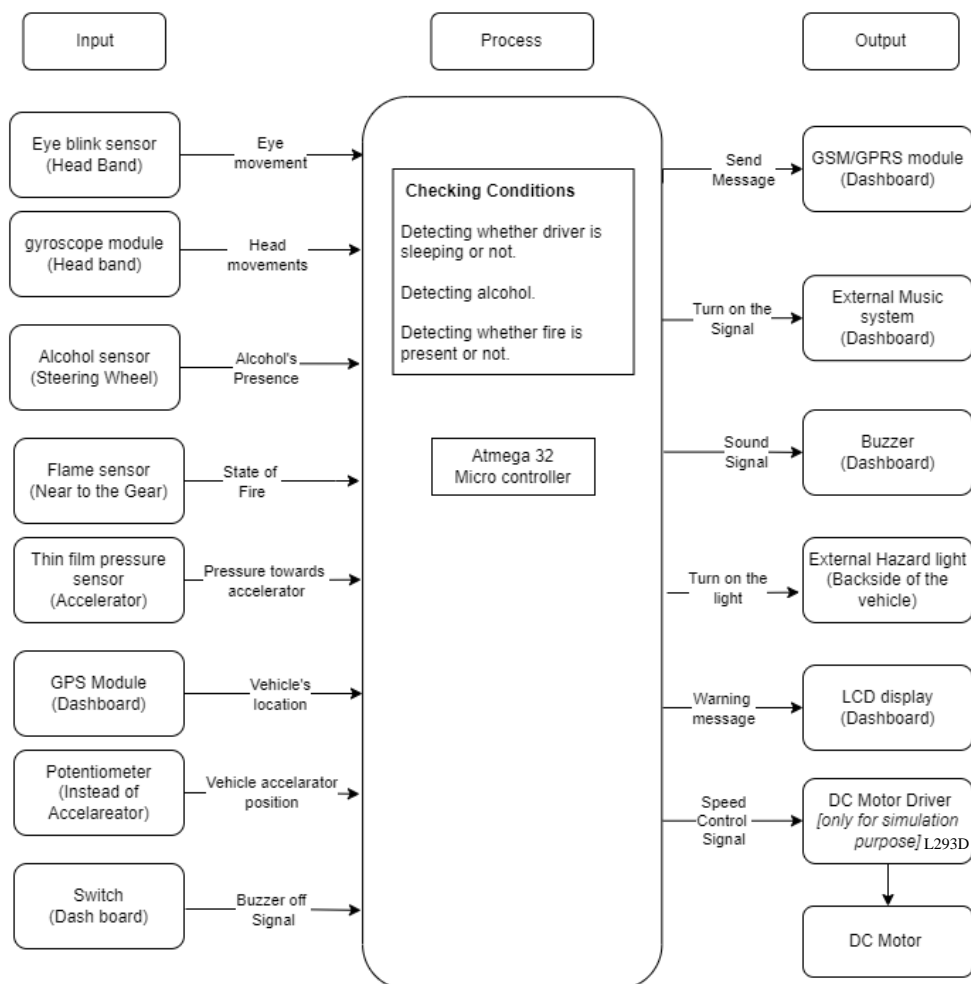 Input
Process
Output
Eye blink sensor
(Head Band)
Eye
movement
gyroscope module
(Head band)
Head
movements
Alcohol sensor
(Steering Wheel)
Alcohol's
Presence
Flame sensor
(Near to the Gear)
State of
Fire
Thin film pressure
sensor
(Accelerator)
Pressure towards
accelerator
GPS Module
(Dashboard)
Vehicle's
location
Potentiometer
(Instead of
Accelareator)
Vehicle accelarator
position
Switch
(Dash board)
Buzzer off
Signal
Checking Conditions
Detecting whether driver is
sleeping or not.
Detecting alcohol.
Detecting whether fire is
present or not.
Atmega 32
Micro controller
Send
Message
GSM/GPRS module
(Dashboard)
Turn on the
Signal
External Music
system
(Dashboard)
Sound
Signal
Buzzer
(Dashboard)
Turn on the
light
External Hazard light
(Backside of the
vehicle)
Warning
message
LCD display
(Dashboard)
Speed
Control
Signal
DC Motor Driver
[only for simulation
purpose] L293D
DC Motor